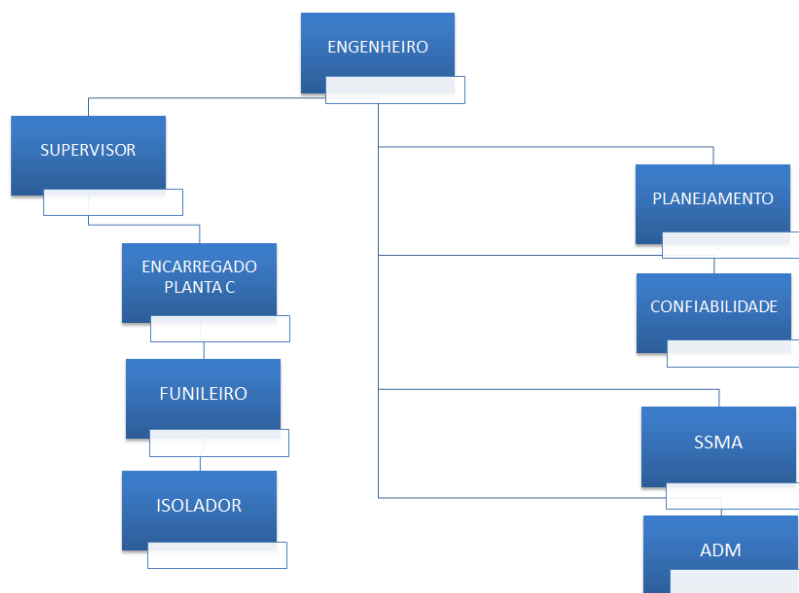 ENGENHEIRO
SUPERVISOR
PLANEJAMENTO
ENCARREGADO
PLANTA C
CONFIABILIDADE
FUNILEIRO
SSMA
ISOLADOR
ADM